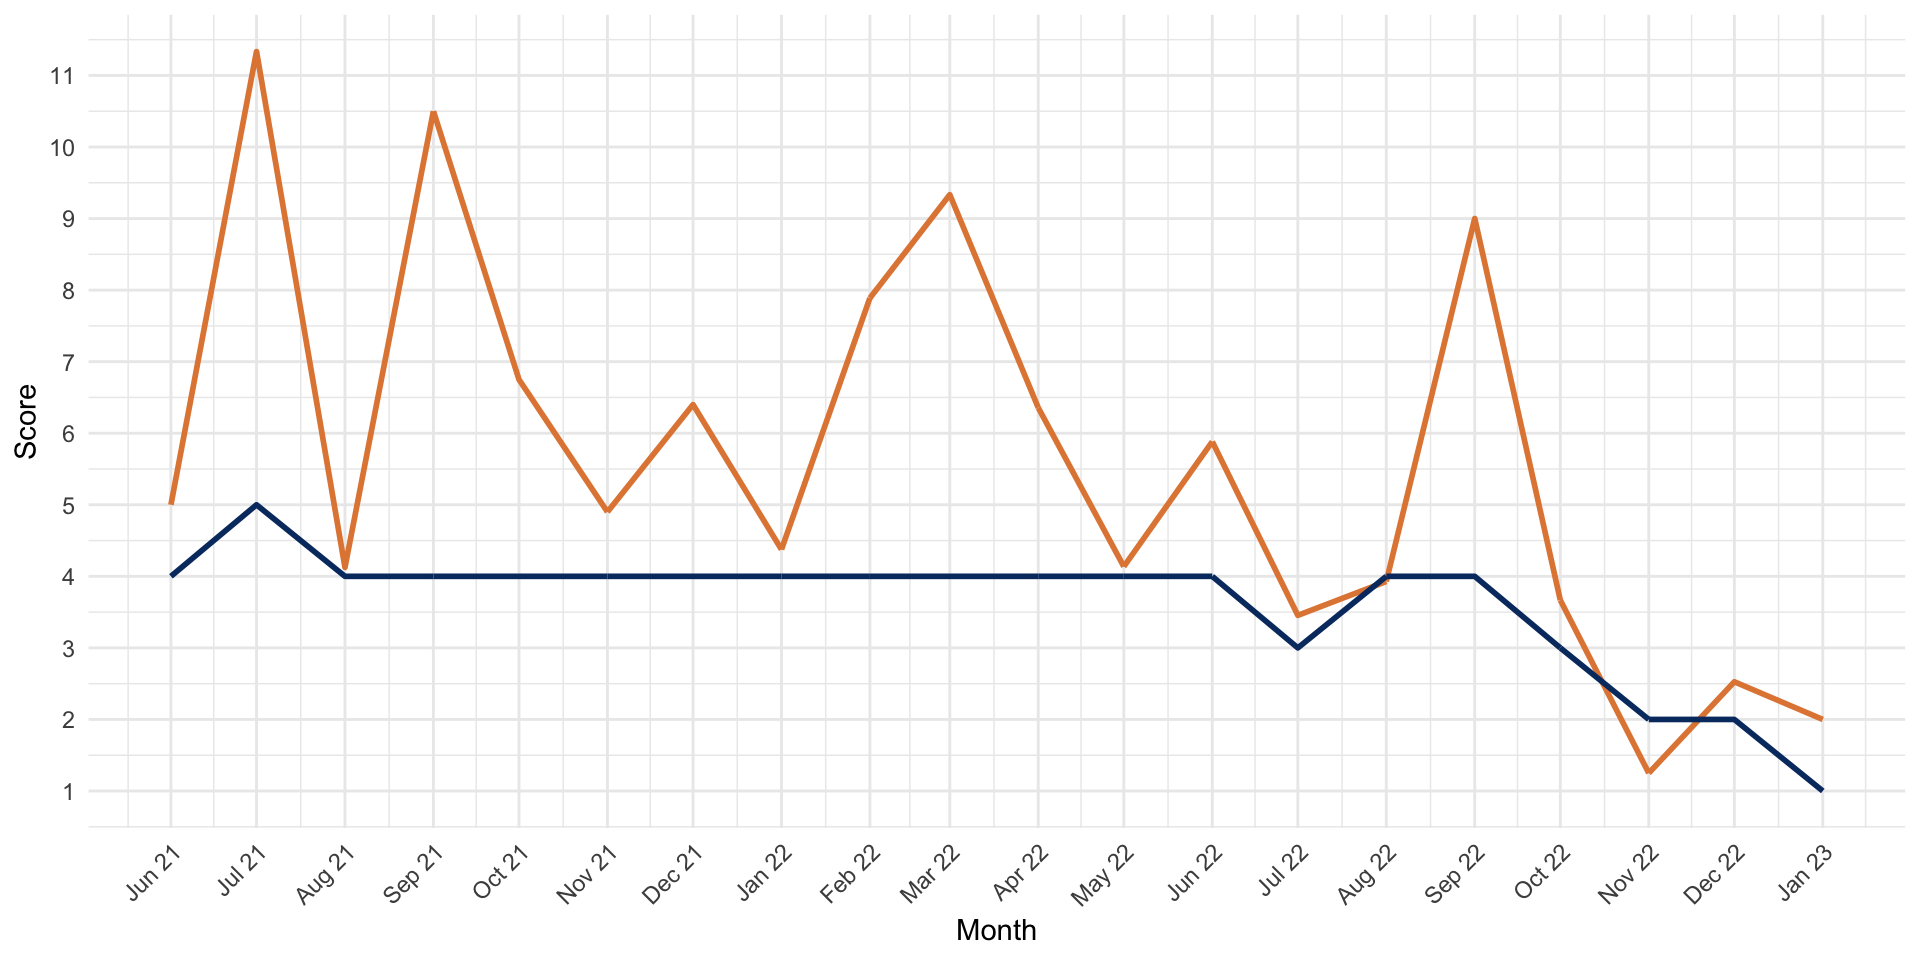 11
10
9
8
7
6
5
4
3
2
1
Score
Jun 21
Jul 21
Aug 21
Sep 21
Oct 21
Nov 21
Dec 21
Jan 22
Feb 22
Mar 22
Apr 22
May 22
Jun 22
Jul 22
Aug 22
Sep 22
Oct 22
Nov 22
Dec 22
Jan 23
Month